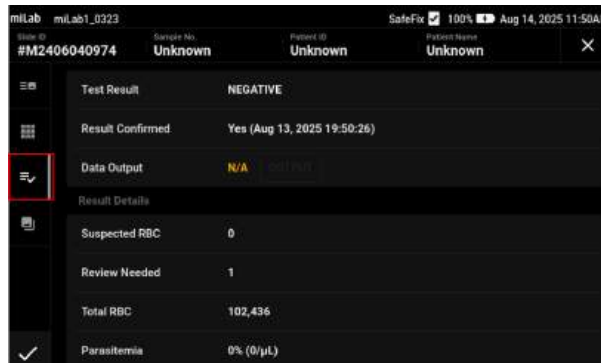 miLab miLab1_0323 SafeFix 100% Aug 14, 2025 11:50A
Slide ID Sample No. Patient ID Patient Name
#M2406040974 Unknown Unknown Unknown
Test Result NEGATIVE
Result Confirmed Yes (Aug 13, 2025 19:50:26)
Data Output N/A OUTPUT
Result Details
Suspected RBC 0
Review Needed 1
Total RBC 102,436
Parasitemia 0% (0/µL)